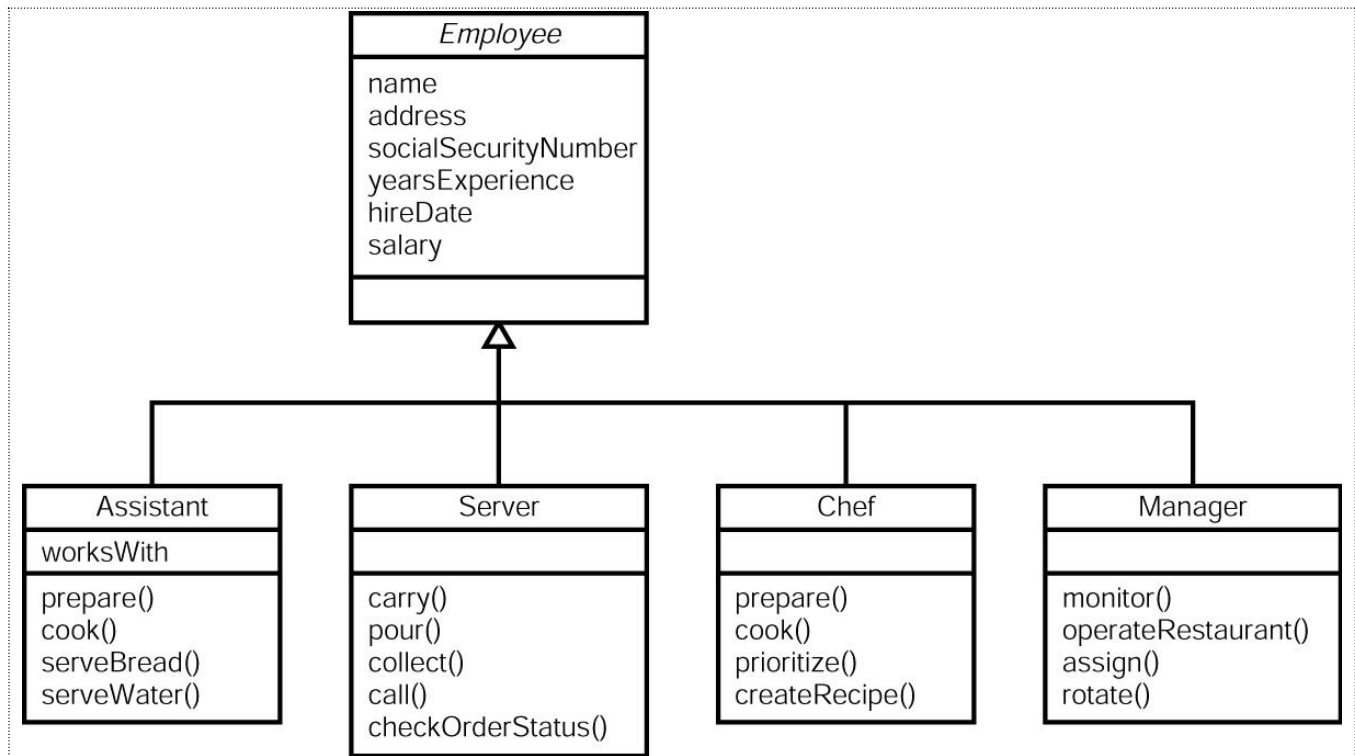 Employee
name
address
socialSecurityNumber
yearsExperience
hireDate
salary
Assistant
worksWith
prepare()
cook()
serveBread()
serveWater()
Server
carry()
pour()
collect()
call()
checkOrderStatus()
Chef
prepare()
cook()
prioritize()
createRecipe()
Manager
monitor()
operateRestaurant()
assign()
rotate()